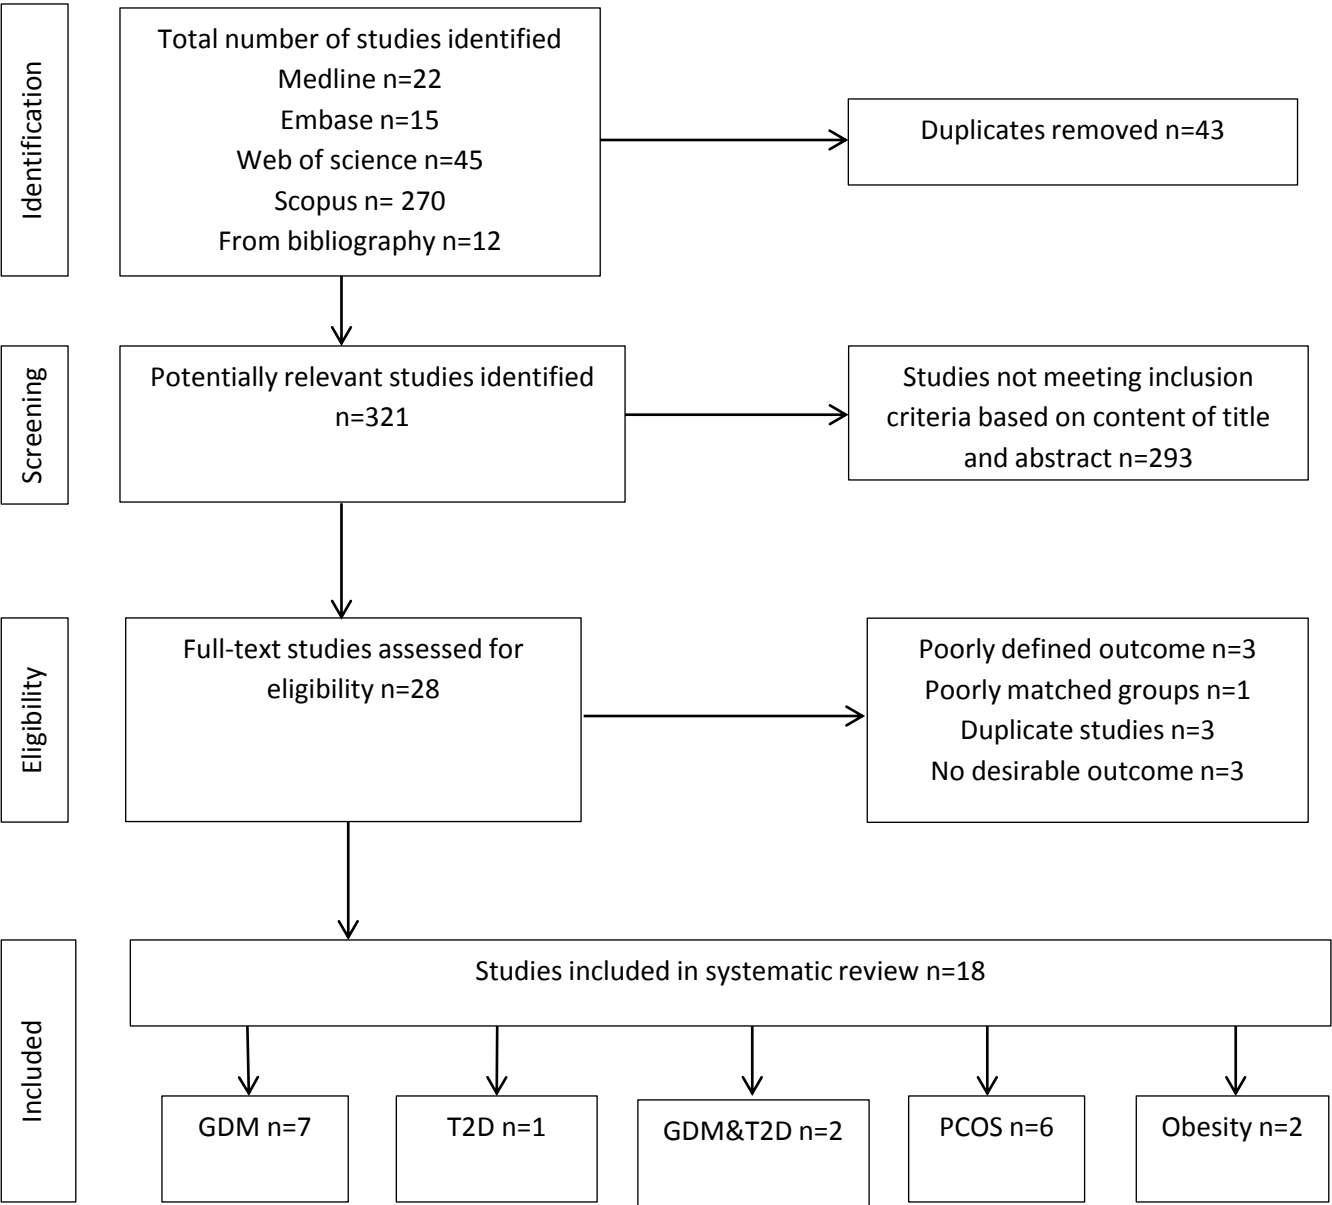 Identification
Total number of studies identified
Medline n=22
Embase n=15
Web of science n=45
Scopus n= 270
From bibliography n=12
Duplicates removed n=43
Screening
Potentially relevant studies identified
n=321
Studies not meeting inclusion
criteria based on content of title
and abstract n=293
Eligibility
Full-text studies assessed for
eligibility n=28
Poorly defined outcome n=3
Poorly matched groups n=1
Duplicate studies n=3
No desirable outcome n=3
Included
Studies included in systematic review n=18
GDM n=7
T2D n=1
GDM&T2D n=2
PCOS n=6
Obesity n=2